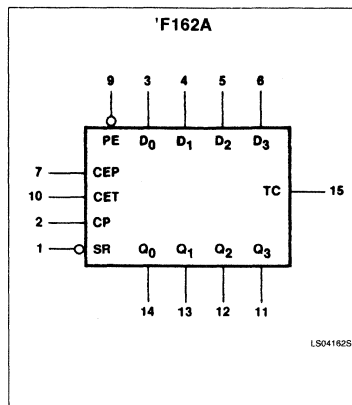 'F162A
9 3 4 5 6
PE D0 D1 D2 D3
7 CEP
10 CET
TC 15
2 CP
1 SR Q0 Q1 Q2 Q3
14 13 12 11
LS04162S